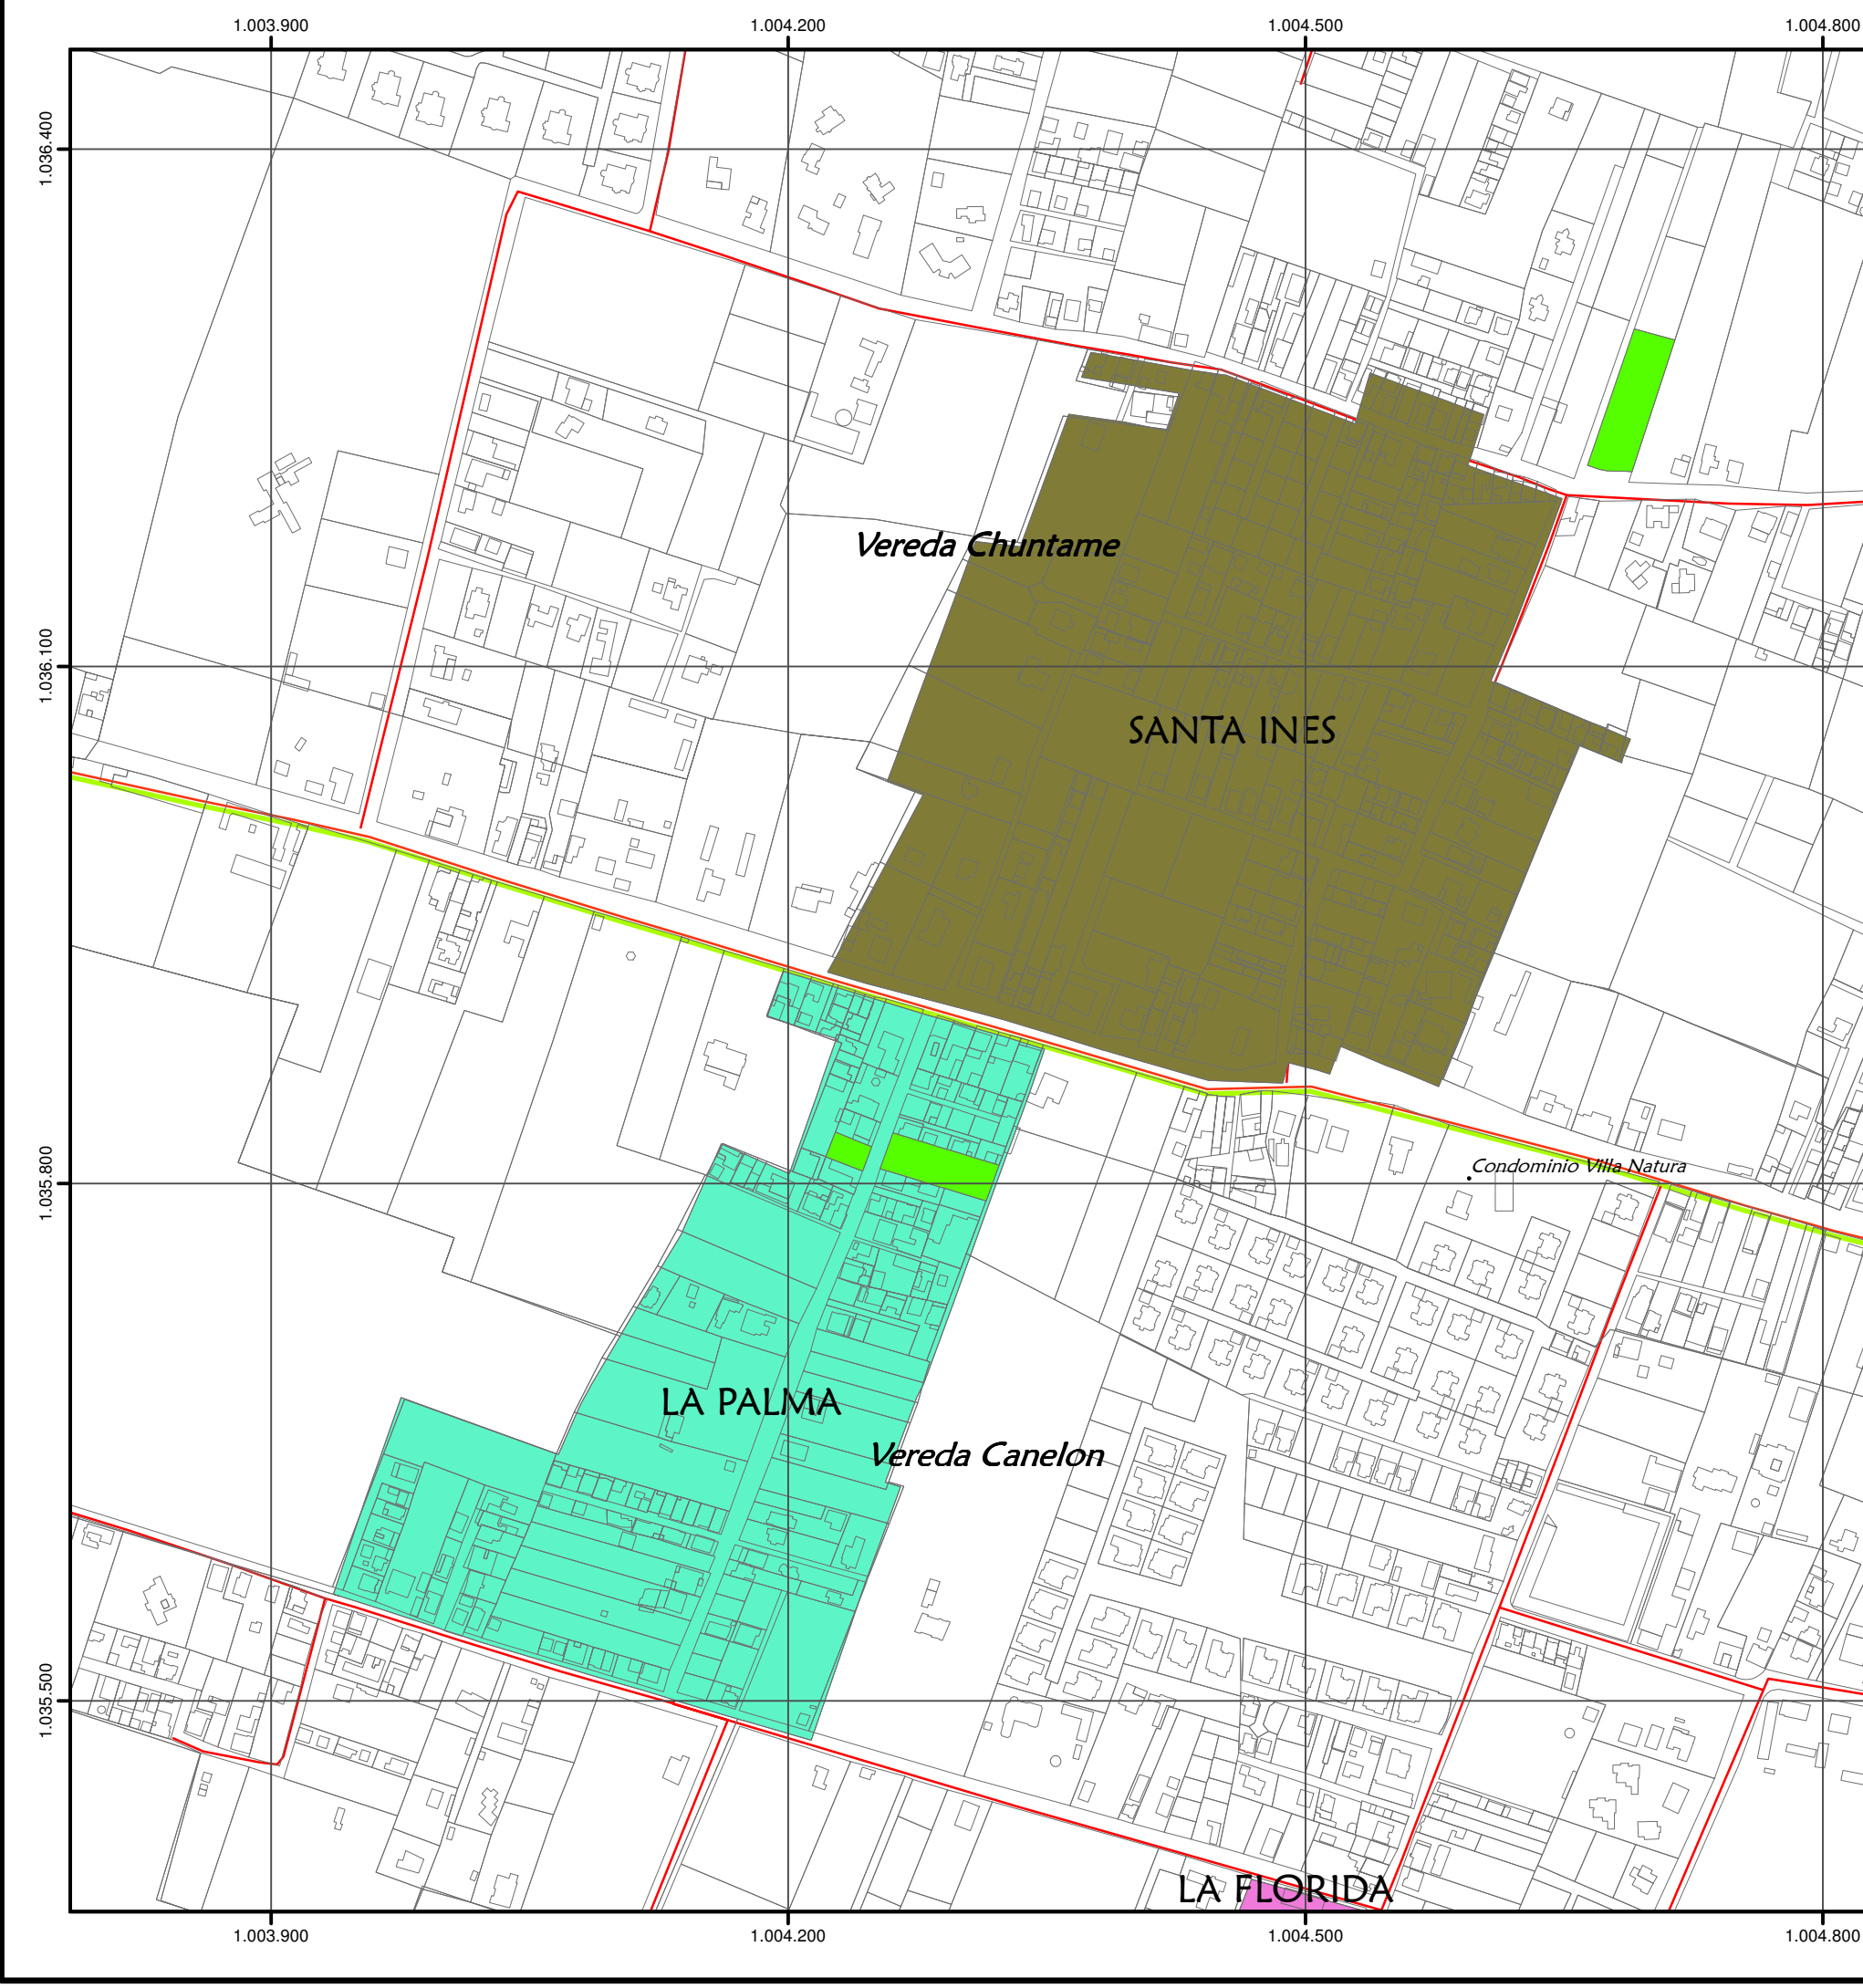 1.003.900 1.004.200 1.004.500 1.004.800
1.036.400
Vereda Chuntame
1.036.100
SANTA INES
1.035.800
Condominio Villa Natura
LA PALMA
Vereda Canelon
1.035.500
LA FLORIDA
1.003.900 1.004.200 1.004.500 1.004.800